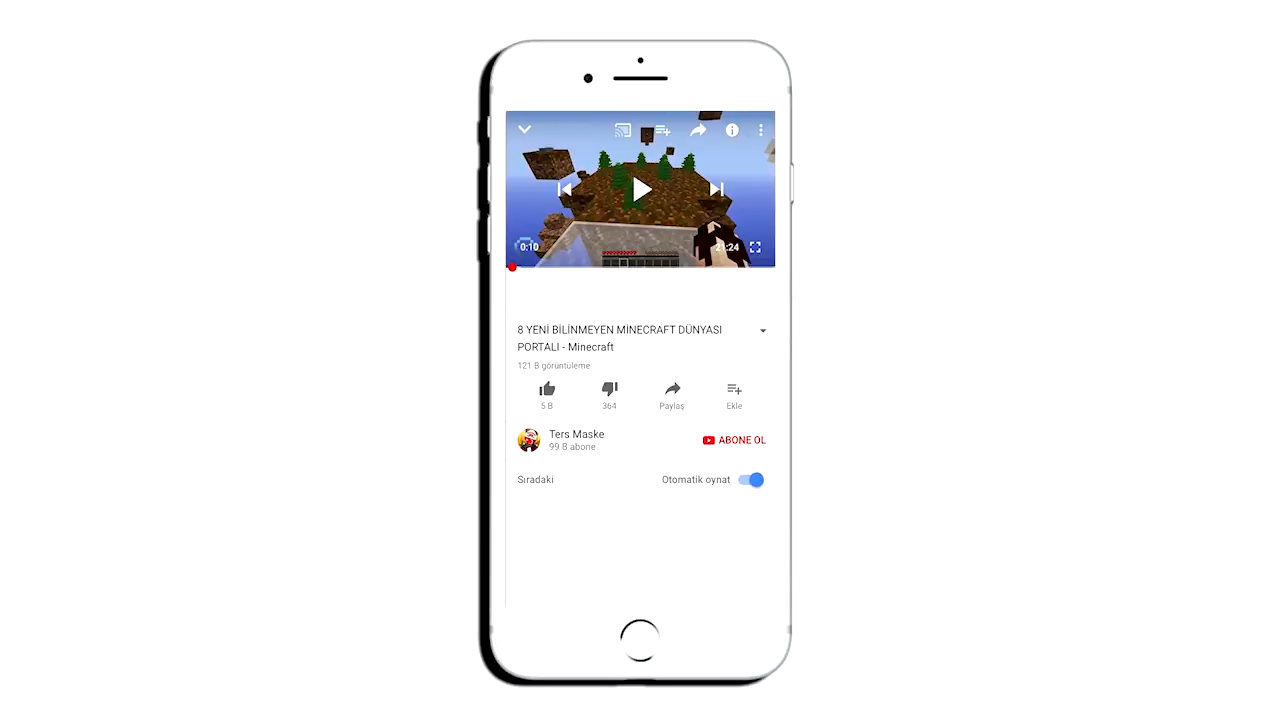 0:10
21:24
8 YENİ BİLİNMEYEN MİNECRAFT DÜNYASI
PORTALI - Minecraft
121 B görüntüleme
5 B
364
Paylaş
Ekle
Ters Maske
99 B abone
ABONE OL
Sıradaki
Otomatik oynat